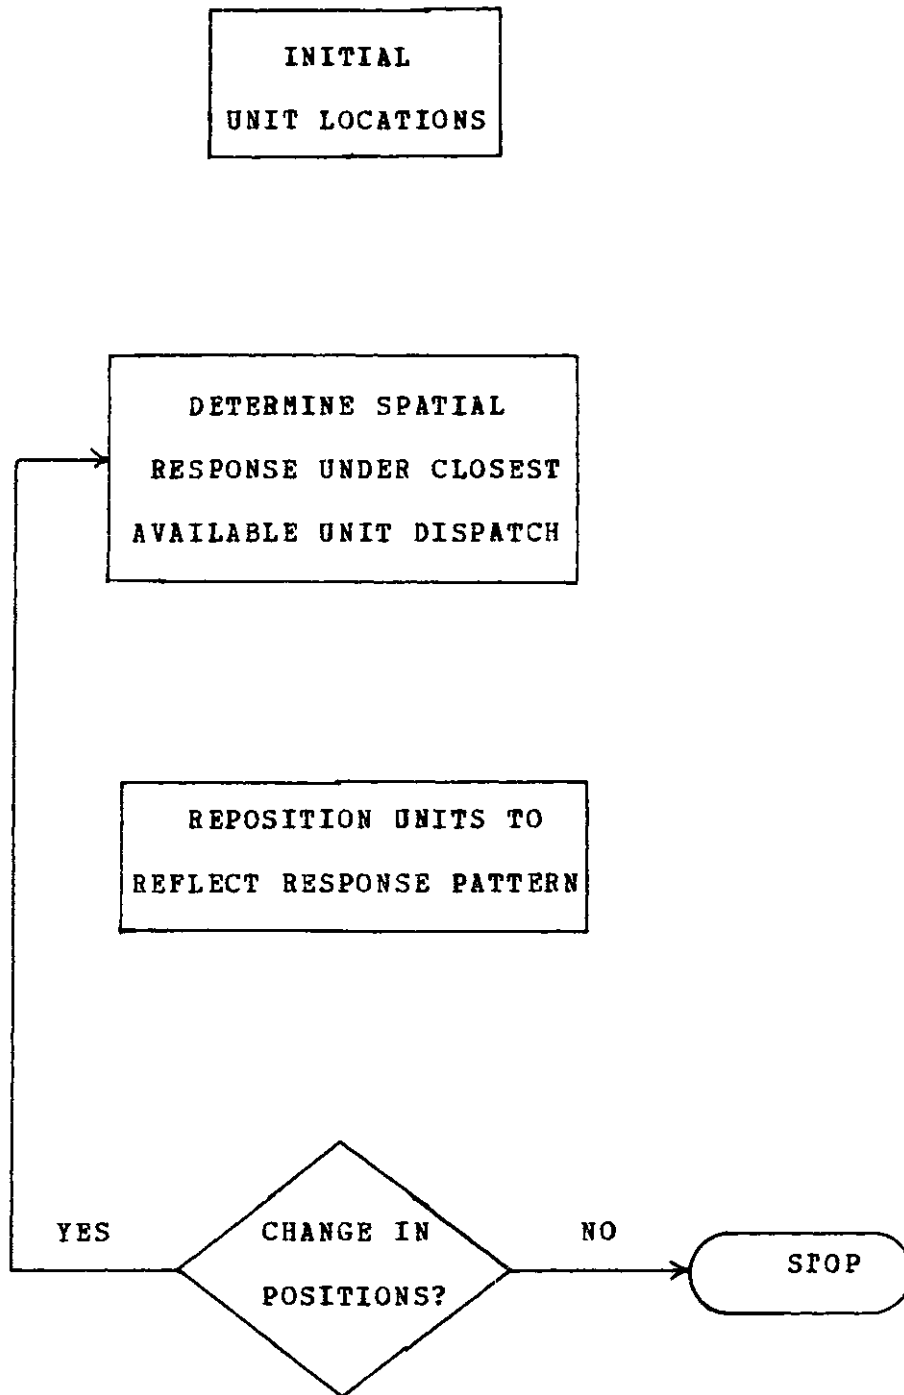 INITIAL
UNIT LOCATIONS
DETERMINE SPATIAL
RESPONSE UNDER CLOSEST
AVAILABLE UNIT DISPATCH
REPOSITION UNITS TO
REFLECT RESPONSE PATTERN
YES
CHANGE IN
POSITIONS?
NO
STOP